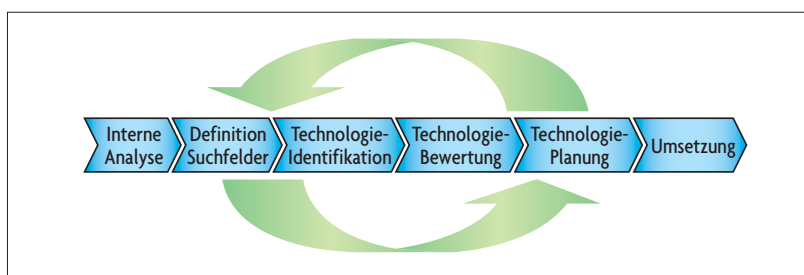 Interne
Analyse
Definition
Suchfelder
Technologie-
Identifikation
Technologie-
Bewertung
Technologie-
Planung
Umsetzung